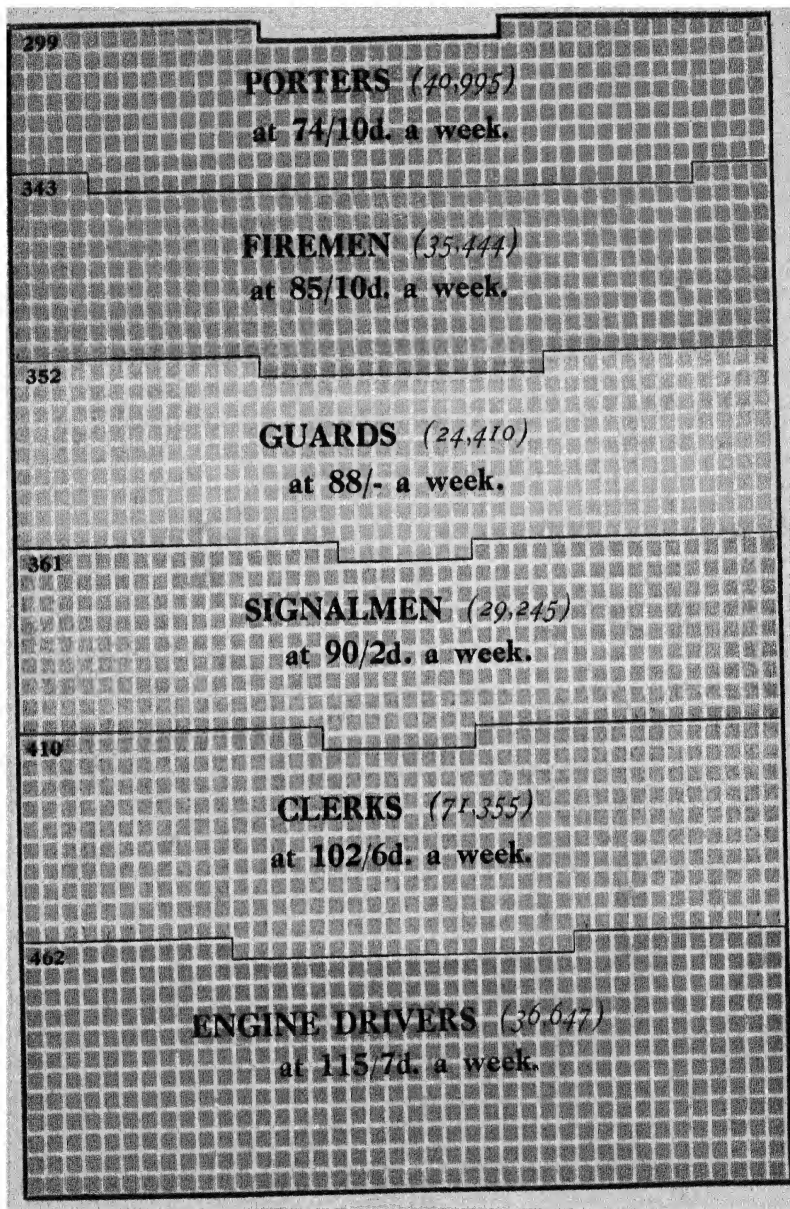 299
PORTERS (40,995)
at 74/10d. a week.
343
FIREMEN (35,444)
at 85/10d. a week.
352
GUARDS (24,410)
at 88/- a week.
361
SIGNALMEN (29,245)
at 90/2d. a week.
410
CLERKS (71,355)
at 102/6d. a week.
462
ENGINE DRIVERS (36,647)
at 115/7d. a week.